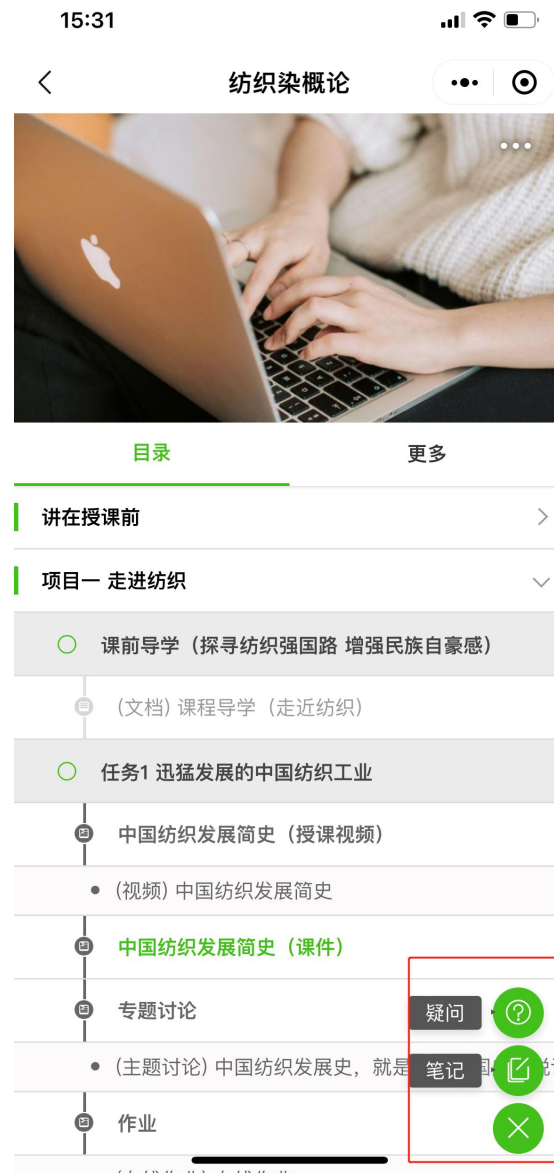 15:31
纺织染概论
目录
更多
讲在授课前
项目一 走进纺织
课前导学（探寻纺织强国路 增强民族自豪感）
(文档) 课程导学（走近纺织）
任务1 迅猛发展的中国纺织工业
中国纺织发展简史（授课视频）
(视频) 中国纺织发展简史
中国纺织发展简史（课件）
专题讨论
疑问
(主题讨论) 中国纺织发展史，就是
笔记
作业